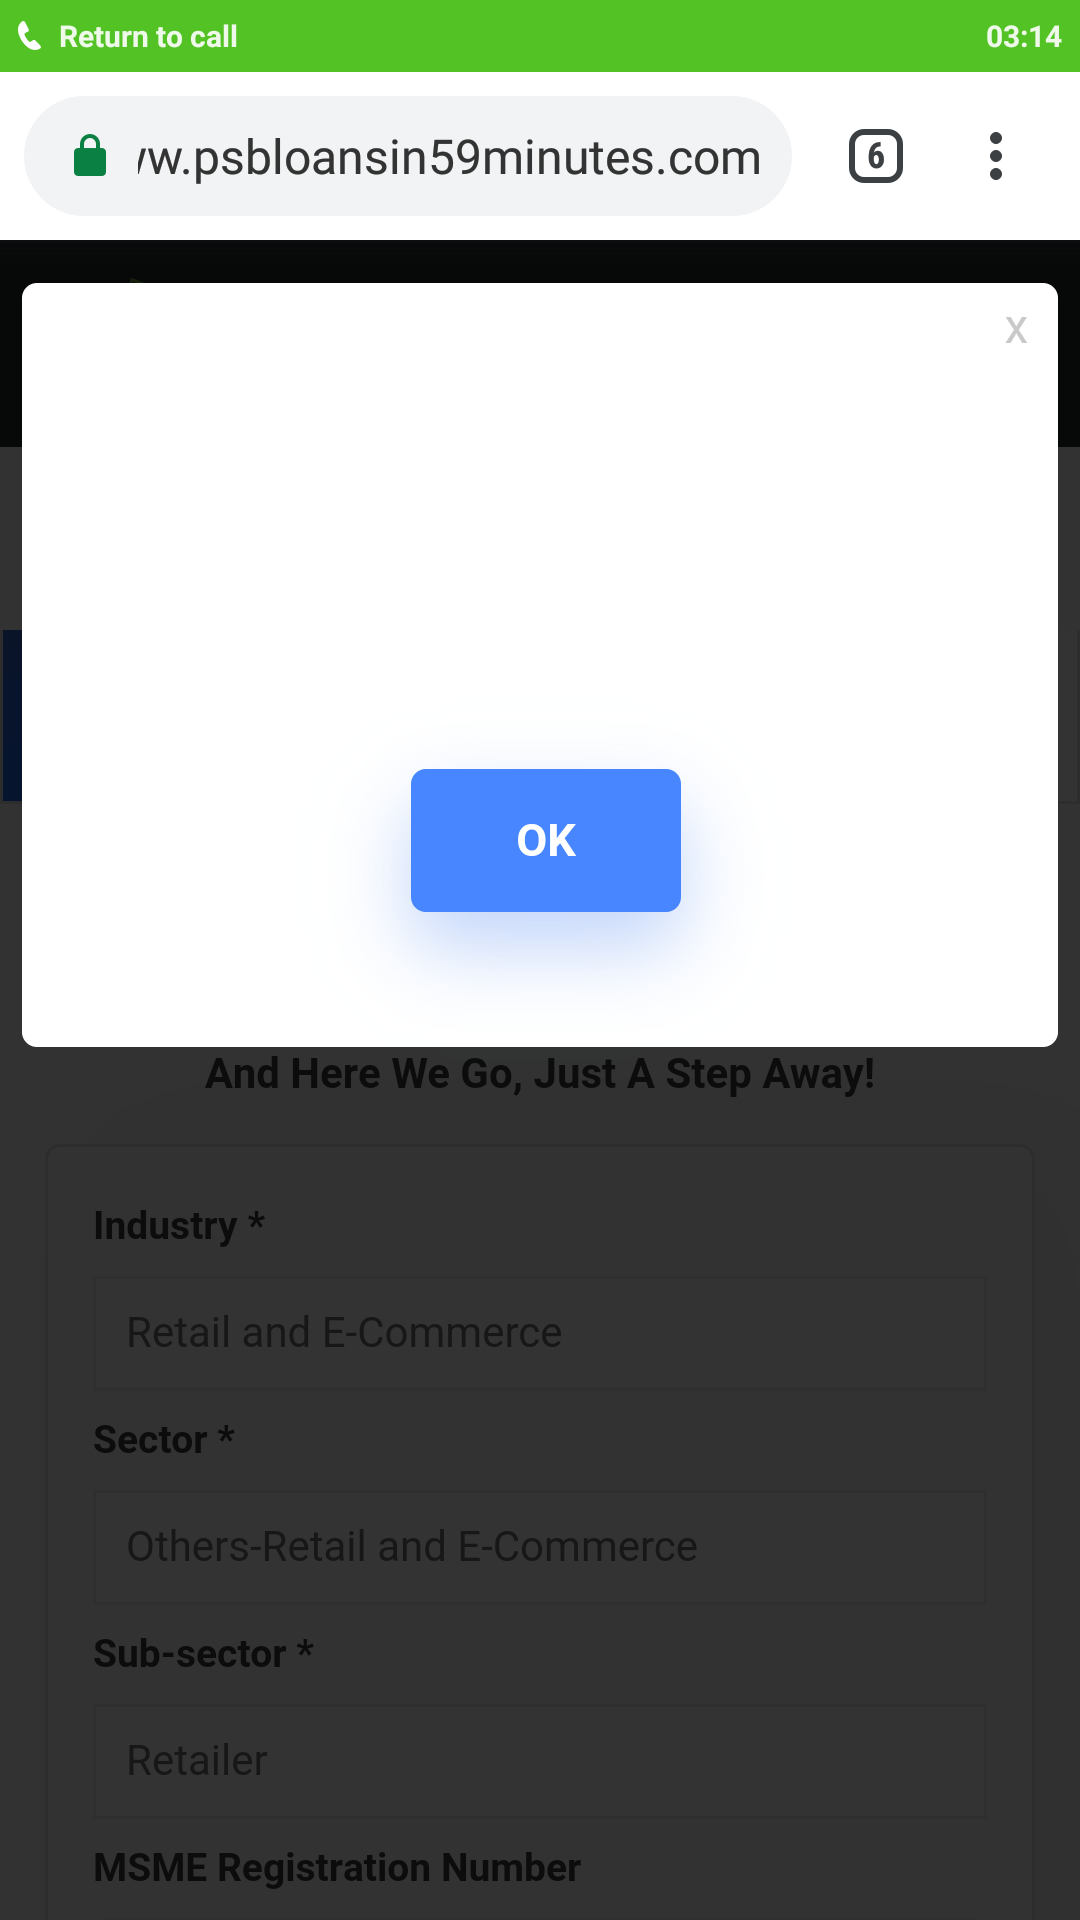 Return to call 03:14
www.psbloansin59minutes.com 6
X
OK
And Here We Go, Just A Step Away!
Industry *
Retail and E-Commerce
Sector *
Others-Retail and E-Commerce
Sub-sector *
Retailer
MSME Registration Number